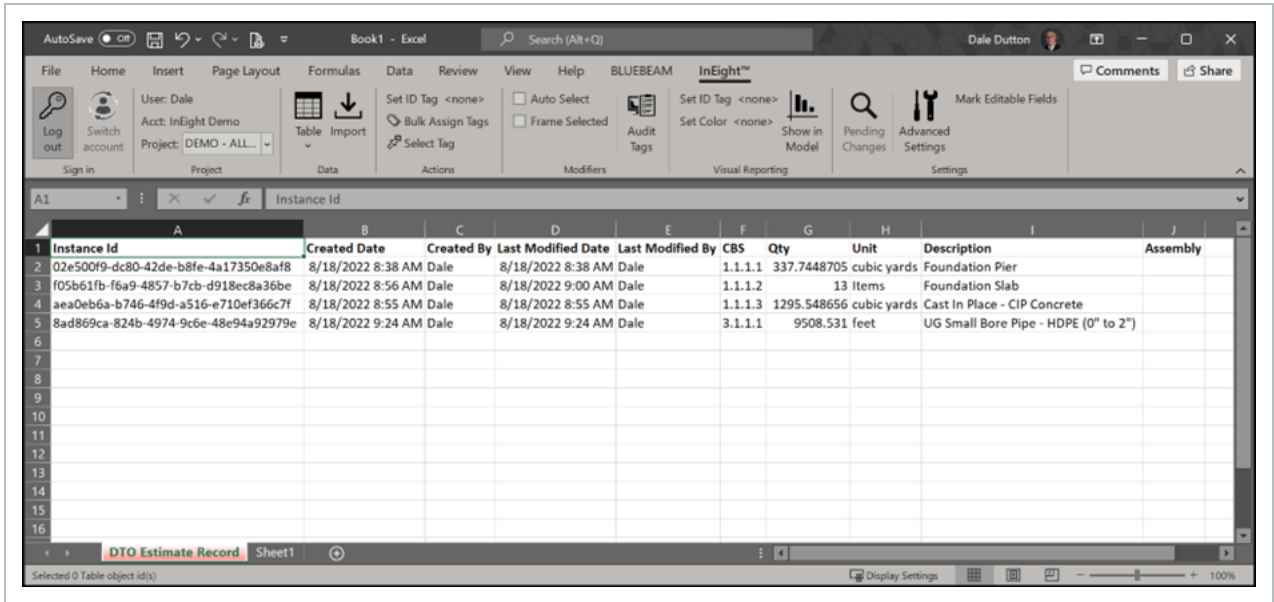 AutoSave Off Book1 - Excel Search (Alt+Q) Dale Dutton
File Home Insert Page Layout Formulas Data Review View Help BLUEBEAM InEight™ Comments Share
Log out
Switch account
Sign in
User: Dale
Acct: InEight Demo
Project: DEMO - ALL...
Project
Table Import
Data
Set ID Tag <none>
Bulk Assign Tags
Select Tag
Actions
Auto Select
Frame Selected
Modifiers
Audit Tags
Set ID Tag <none>
Set Color <none>
Show in Model
Visual Reporting
Pending Changes
Advanced Settings
Mark Editable Fields
Settings
A1 fx Instance Id
A B C D E F G H I J
1 Instance Id Created Date Created By Last Modified Date Last Modified By CBS Qty Unit Description Assembly
2 02e500f9-dc80-42de-b8fe-4a17350e8af8 8/18/2022 8:38 AM Dale 8/18/2022 8:38 AM Dale 1.1.1.1 337.7448705 cubic yards Foundation Pier
3 f05b61fb-f6a9-4857-b7cb-d918ec8a36be 8/18/2022 8:56 AM Dale 8/18/2022 9:00 AM Dale 1.1.1.2 13 Items Foundation Slab
4 aea0eb6a-b746-4f9d-a516-e710ef366c7f 8/18/2022 8:55 AM Dale 8/18/2022 8:55 AM Dale 1.1.1.3 1295.548656 cubic yards Cast In Place - CIP Concrete
5 8ad869ca-824b-4974-9c6e-48e94a92979e 8/18/2022 9:24 AM Dale 8/18/2022 9:24 AM Dale 3.1.1.1 9508.531 feet UG Small Bore Pipe - HDPE (0" to 2")
6
7
8
9
10
11
12
13
14
15
16
DTO Estimate Record Sheet1
Selected 0 Table object id(s) Display Settings 100%